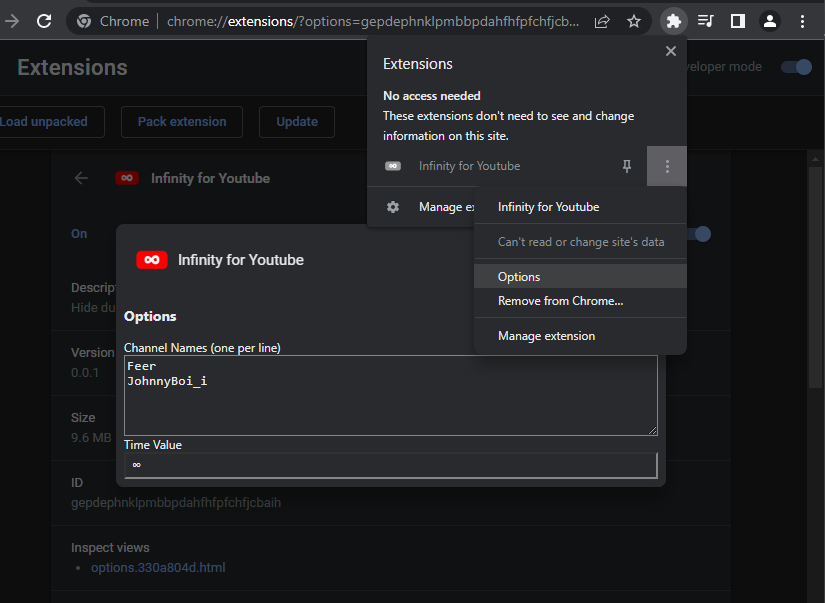 Chrome
chrome://extensions/?options=gepdephnklpmbbpdahfhfpfchfjcb...
Extensions
veloper mode
Load unpacked
Pack extension
Update
Extensions
No access needed
These extensions don't need to see and change
information on this site.
Infinity for Youtube
Manage ex
Infinity for Youtube
Can't read or change site's data
Options
Remove from Chrome...
Manage extension
Infinity for Youtube
On
Descrip
Hide du
Version
0.0.1
Size
9.6 MB
ID
gepdephnklpmbbpdahfhfpfchfjcbaih
Inspect views
• options.330a804d.html
Infinity for Youtube
Options
Channel Names (one per line)
Feer
JohnnyBoi_i
Time Value
∞